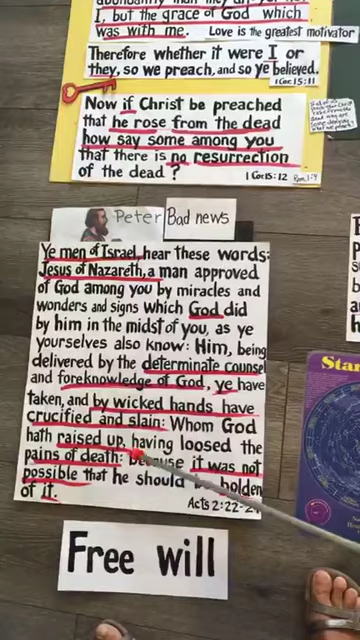 abundantly than they all: yet not
I, but the grace of God which
was with me. Love is the greatest motivator
Therefore whether it were I or
they, so we preach, and so ye believed.
1 Cor 15:11
Now if Christ be preached
that he rose from the dead
how say some among you
that there is no resurrection
of the dead?
1 Cor 15:12
Rom 1:4
Peter
Bad news
Ye men of Israel, hear these words:
Jesus of Nazareth, a man approved
of God among you by miracles and
wonders and signs which God did
by him in the midst of you, as ye
yourselves also know: Him, being
delivered by the determinate counsel
and foreknowledge of God, ye have
taken, and by wicked hands have
crucified and slain: Whom God
hath raised up, having loosed the
pains of death: because it was not
possible that he should be holden
of it.
Acts 2:22-24
Free will
Star